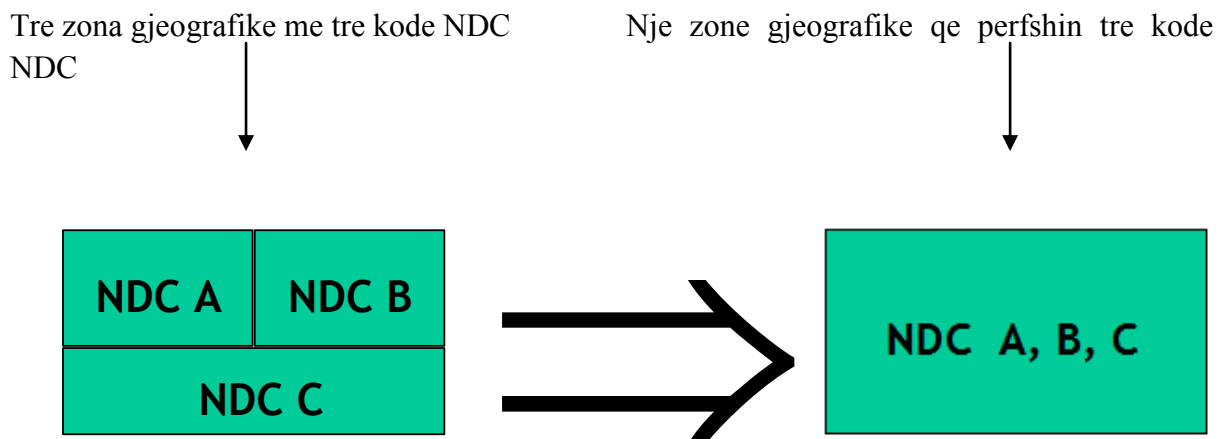 Tre zona gjeografike me tre kode NDC
Nje zone gjeografike qe perfshin tre kode
NDC
NDC A
NDC B
NDC C
NDC A, B, C